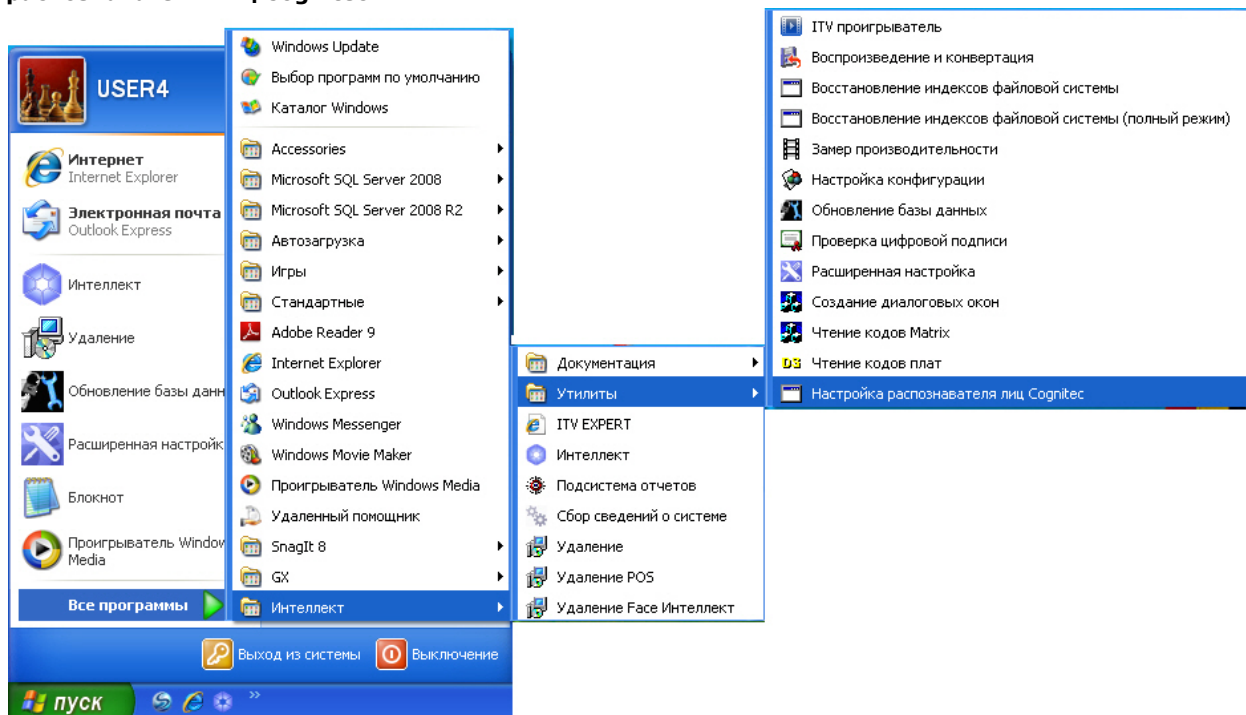 USER4
Интернет
Internet Explorer
Электронная почта
Outlook Express
Интеллект
Удаление
Обновление базы данн
Расширенная настройк
Блокнот
Проигрыватель Window
Media
Все программы
Выход из системы
Выключение
пуск
Windows Update
Выбор программ по умолчанию
Каталог Windows
Accessories
Microsoft SQL Server 2008
Microsoft SQL Server 2008 R2
Автозагрузка
Игры
Стандартные
Adobe Reader 9
Internet Explorer
Outlook Express
Windows Messenger
Windows Movie Maker
Проигрыватель Windows Media
Удаленный помощник
SnagIt 8
GX
Интеллект
Документация
Утилиты
ITV EXPERT
Интеллект
Подсистема отчетов
Сбор сведений о системе
Удаление
Удаление POS
Удаление Face Интеллект
ITV проигрыватель
Воспроизведение и конвертация
Восстановление индексов файловой системы
Восстановление индексов файловой системы (полный режим)
Замер производительности
Настройка конфигурации
Обновление базы данных
Проверка цифровой подписи
Расширенная настройка
Создание диалоговых окон
Чтение кодов Matrix
Чтение кодов плат
Настройка распознавателя лиц Cognitec